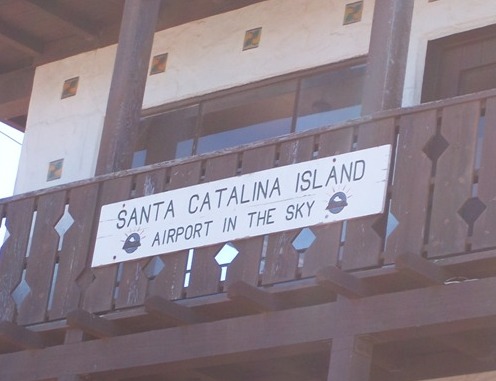 SANTA CATALINA ISLAND
AIRPORT IN THE SKY